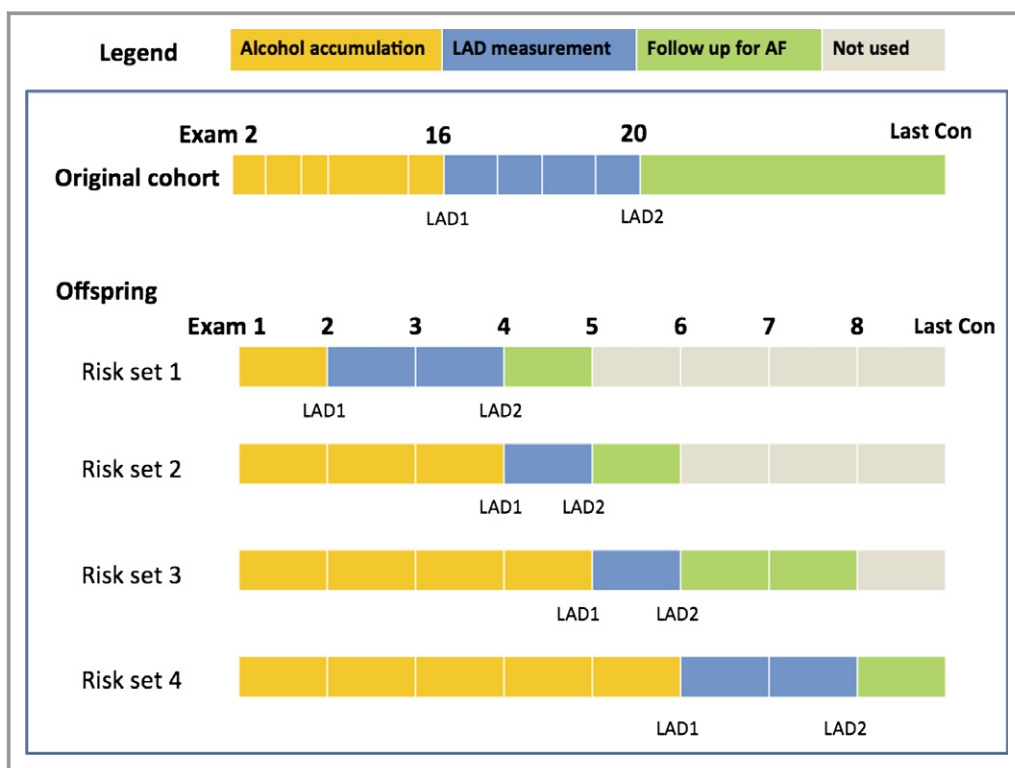 Legend Alcohol accumulation LAD measurement Follow up for AF Not used
Exam 2 16 20 Last Con
Original cohort
LAD1 LAD2
Offspring
Exam 1 2 3 4 5 6 7 8 Last Con
Risk set 1
LAD1 LAD2
Risk set 2
LAD1 LAD2
Risk set 3
LAD1 LAD2
Risk set 4
LAD1 LAD2